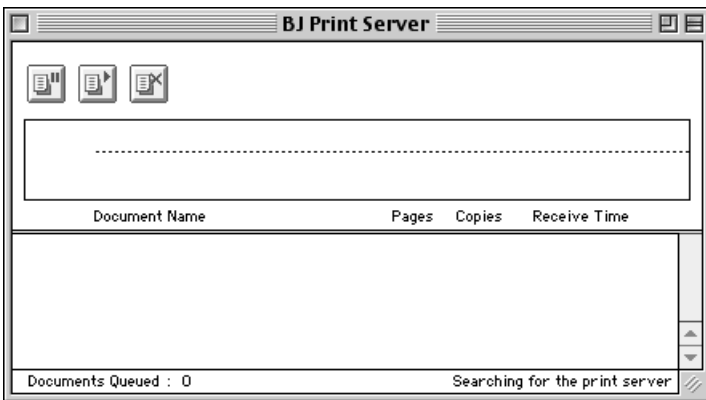 BJ Print Server
Document Name Pages Copies Receive Time
Documents Queued : 0 Searching for the print server